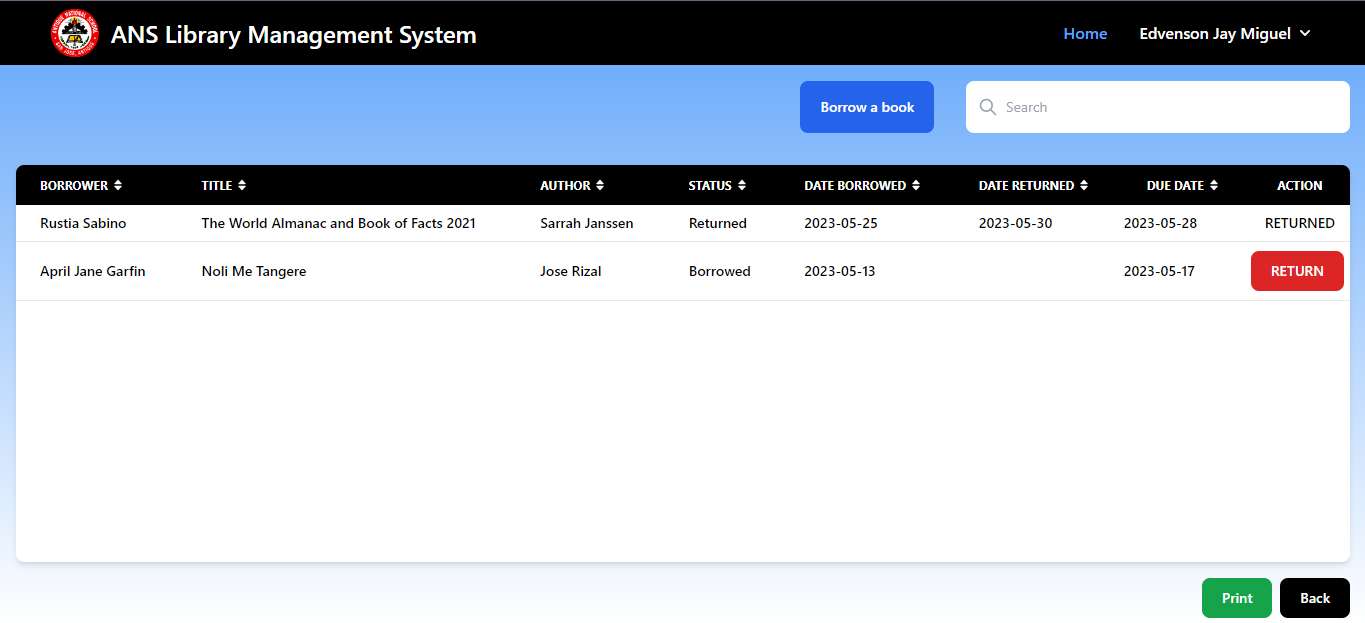 ANS Library Management System Home Edvenson Jay Miguel
Borrow a book Search
BORROWER TITLE AUTHOR STATUS DATE BORROWED DATE RETURNED DUE DATE ACTION
Rustia Sabino The World Almanac and Book of Facts 2021 Sarrah Janssen Returned 2023-05-25 2023-05-30 2023-05-28 RETURNED
April Jane Garfin Noli Me Tangere Jose Rizal Borrowed 2023-05-13 2023-05-17 RETURN
Print Back